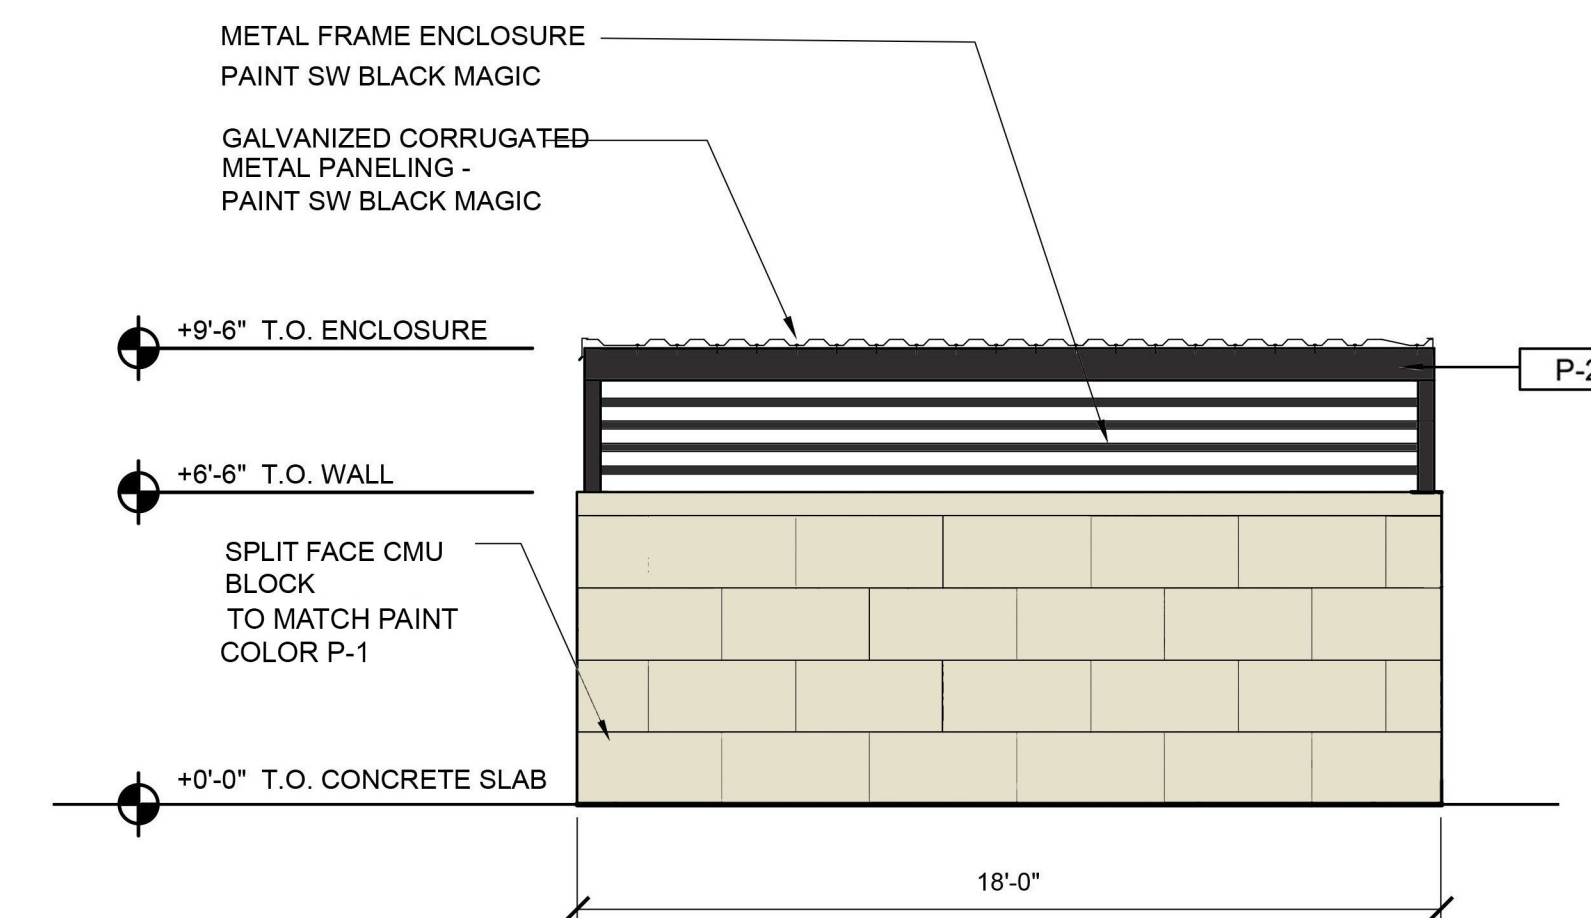 METAL FRAME ENCLOSURE
PAINT SW BLACK MAGIC
GALVANIZED CORRUGATED
METAL PANELING -
PAINT SW BLACK MAGIC
+9'-6" T.O. ENCLOSURE
P-2
+6'-6" T.O. WALL
SPLIT FACE CMU
BLOCK
TO MATCH PAINT
COLOR P-1
+0'-0" T.O. CONCRETE SLAB
18'-0"